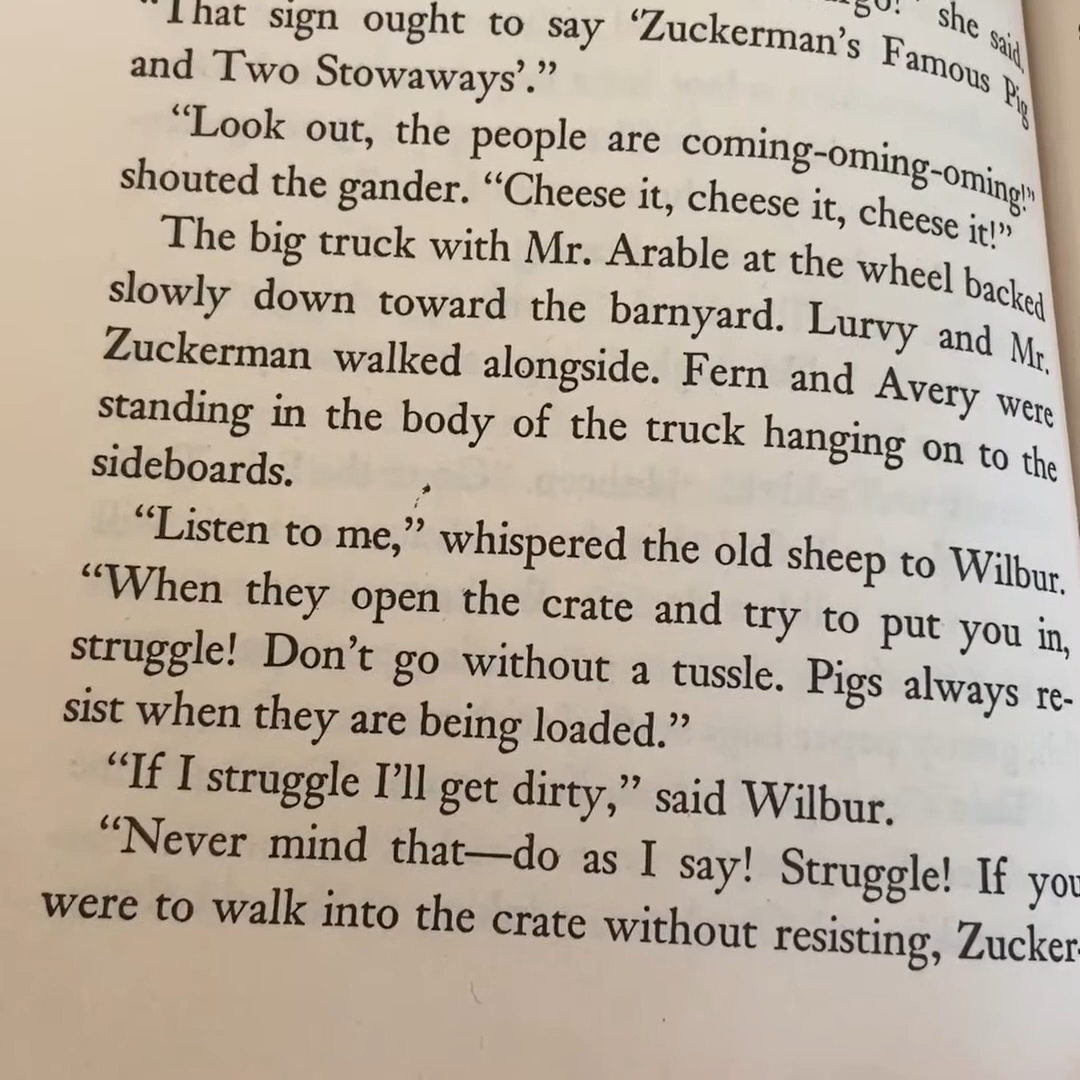 she said.
"That sign ought to say ‘Zuckerman’s Famous Pig
and Two Stowaways’.”
“Look out, the people are coming-oming-oming!”
shouted the gander. “Cheese it, cheese it, cheese it!”
The big truck with Mr. Arable at the wheel backed
slowly down toward the barnyard. Lurvy and Mr.
Zuckerman walked alongside. Fern and Avery were
standing in the body of the truck hanging on to the
sideboards.
“Listen to me,” whispered the old sheep to Wilbur.
“When they open the crate and try to put you in,
struggle! Don’t go without a tussle. Pigs always re-
sist when they are being loaded.”
“If I struggle I’ll get dirty,” said Wilbur.
“Never mind that—do as I say! Struggle! If you
were to walk into the crate without resisting, Zucker-